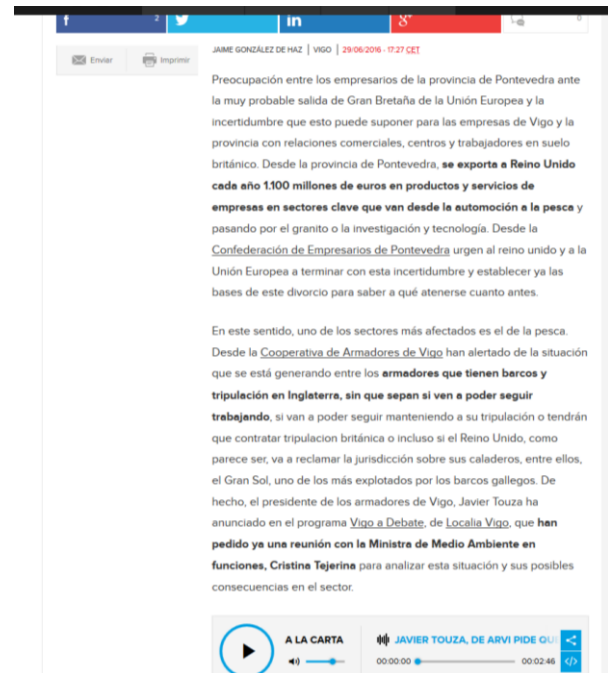 f 2 in g+ 0
Enviar Imprimir
JAIME GONZÁLEZ DE HAZ | VIGO | 29/06/2016 - 17:27 CET
Preocupación entre los empresarios de la provincia de Pontevedra ante
la muy probable salida de Gran Bretaña de la Unión Europea y la
incertidumbre que esto puede suponer para las empresas de Vigo y la
provincia con relaciones comerciales, centros y trabajadores en suelo
británico. Desde la provincia de Pontevedra, se exporta a Reino Unido
cada año 1.100 millones de euros en productos y servicios de
empresas en sectores clave que van desde la automoción a la pesca y
pasando por el granito o la investigación y tecnología. Desde la
Confederación de Empresarios de Pontevedra urgen al reino unido y a la
Unión Europea a terminar con esta incertidumbre y establecer ya las
bases de este divorcio para saber a qué atenerse cuanto antes.
En este sentido, uno de los sectores más afectados es el de la pesca.
Desde la Cooperativa de Armadores de Vigo han alertado de la situación
que se está generando entre los armadores que tienen barcos y
tripulación en Inglaterra, sin que sepan si ven a poder seguir
trabajando, si van a poder seguir manteniendo a su tripulación o tendrán
que contratar tripulacion británica o incluso si el Reino Unido, como
parece ser, va a reclamar la jurisdicción sobre sus caladeros, entre ellos,
el Gran Sol, uno de los más explotados por los barcos gallegos. De
hecho, el presidente de los armadores de Vigo, Javier Touza ha
anunciado en el programa Vigo a Debate, de Localia Vigo, que han
pedido ya una reunión con la Ministra de Medio Ambiente en
funciones, Cristina Tejerina para analizar esta situación y sus posibles
consecuencias en el sector.
A LA CARTA JAVIER TOUZA, DE ARVI PIDE QUE
00:00:00 00:02:46 </>